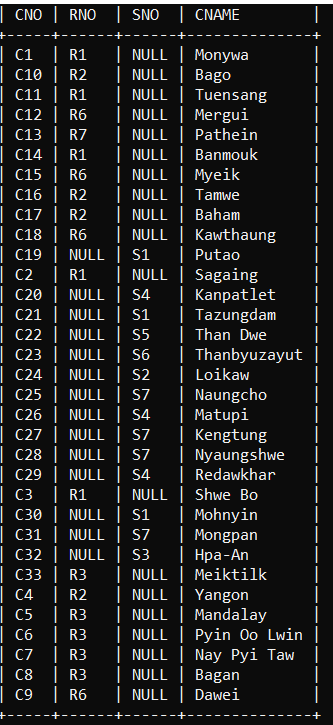 | CNO | RNO | SNO | CNAME |
+-----+------+------+---------------+
| C1 | R1 | NULL | Monywa |
| C10 | R2 | NULL | Bago |
| C11 | R1 | NULL | Tuensang |
| C12 | R6 | NULL | Mergui |
| C13 | R7 | NULL | Pathein |
| C14 | R1 | NULL | Banmouk |
| C15 | R6 | NULL | Myeik |
| C16 | R2 | NULL | Tamwe |
| C17 | R2 | NULL | Baham |
| C18 | R6 | NULL | Kawthaung |
| C19 | NULL | S1 | Putao |
| C2 | R1 | NULL | Sagaing |
| C20 | NULL | S4 | Kanpatlet |
| C21 | NULL | S1 | Tazungdam |
| C22 | NULL | S5 | Than Dwe |
| C23 | NULL | S6 | Thanbyuzayut |
| C24 | NULL | S2 | Loikaw |
| C25 | NULL | S7 | Naungcho |
| C26 | NULL | S4 | Matupi |
| C27 | NULL | S7 | Kengtung |
| C28 | NULL | S7 | Nyaungshwe |
| C29 | NULL | S4 | Redawkhar |
| C3 | R1 | NULL | Shwe Bo |
| C30 | NULL | S1 | Mohnyin |
| C31 | NULL | S7 | Mongpan |
| C32 | NULL | S3 | Hpa-An |
| C33 | R3 | NULL | Meiktilk |
| C4 | R2 | NULL | Yangon |
| C5 | R3 | NULL | Mandalay |
| C6 | R3 | NULL | Pyin Oo Lwin |
| C7 | R3 | NULL | Nay Pyi Taw |
| C8 | R3 | NULL | Bagan |
| C9 | R6 | NULL | Dawei |
+-----+------+------+---------------+